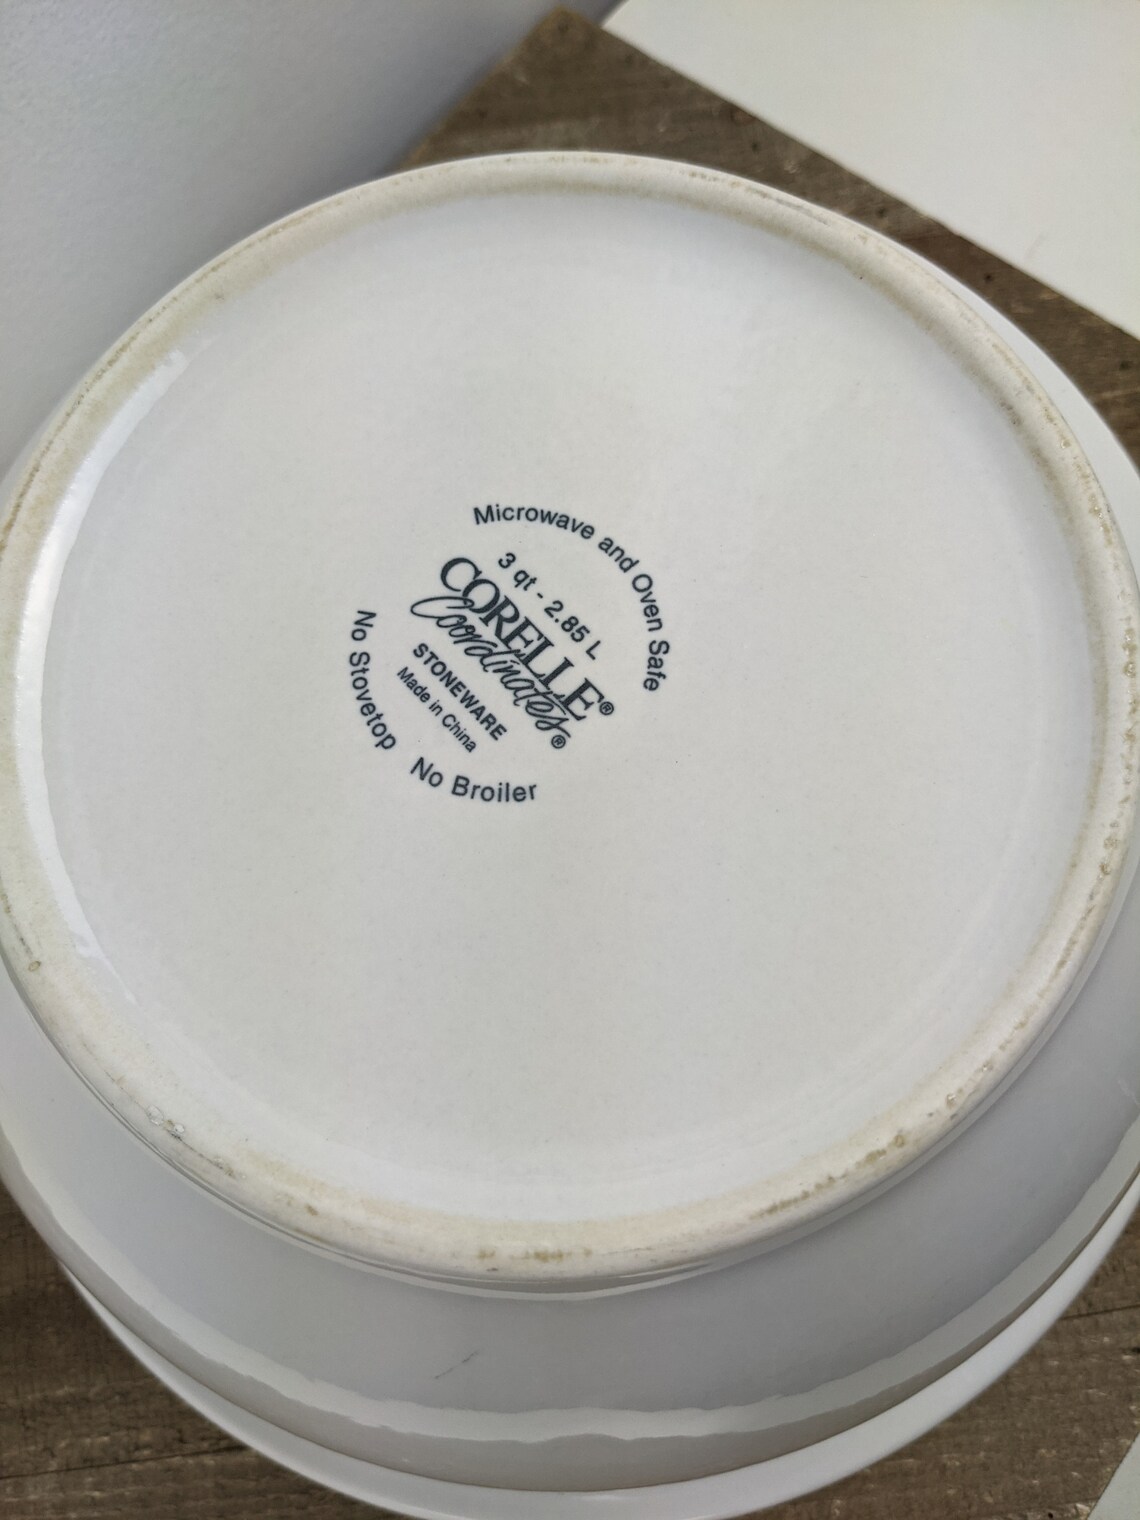 Microwave and Oven Safe
3 qt - 2.85 L
CORELLE®
Coordinates®
STONEWARE
Made in China
No Stovetop No Broiler